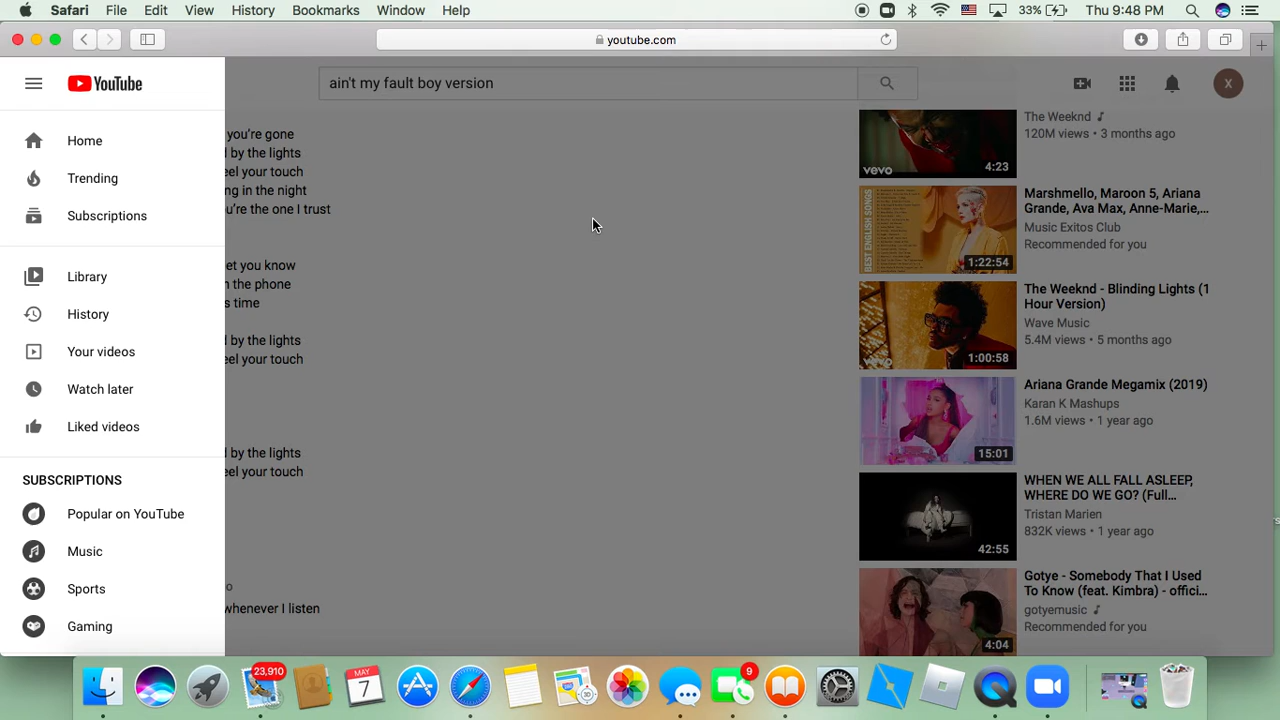 Safari File Edit View History Bookmarks Window Help 33% Thu 9:48 PM
youtube.com
YouTube
ain't my fault boy version
X
Home
Trending
Subscriptions
Library
History
Your videos
Watch later
Liked videos
SUBSCRIPTIONS
Popular on YouTube
Music
Sports
Gaming
you're gone
by the lights
eel your touch
ng in the night
u're the one I trust
et you know
n the phone
s time
by the lights
eel your touch
by the lights
eel your touch
o
whenever I listen
The Weeknd
120M views • 3 months ago
vevo
4:23
Marshmello, Maroon 5, Ariana
Grande, Ava Max, Anne-Marie,...
Music Exitos Club
Recommended for you
BEST ENGLISH SONGS
1:22:54
The Weeknd - Blinding Lights (1
Hour Version)
Wave Music
5.4M views • 5 months ago
1:00:58
Ariana Grande Megamix (2019)
Karan K Mashups
1.6M views • 1 year ago
15:01
WHEN WE ALL FALL ASLEEP,
WHERE DO WE GO? (Full...
Tristan Marien
832K views • 1 year ago
42:55
Gotye - Somebody That I Used
To Know (feat. Kimbra) - offici...
gotyemusic
Recommended for you
4:04
23,910
MAY
7
9